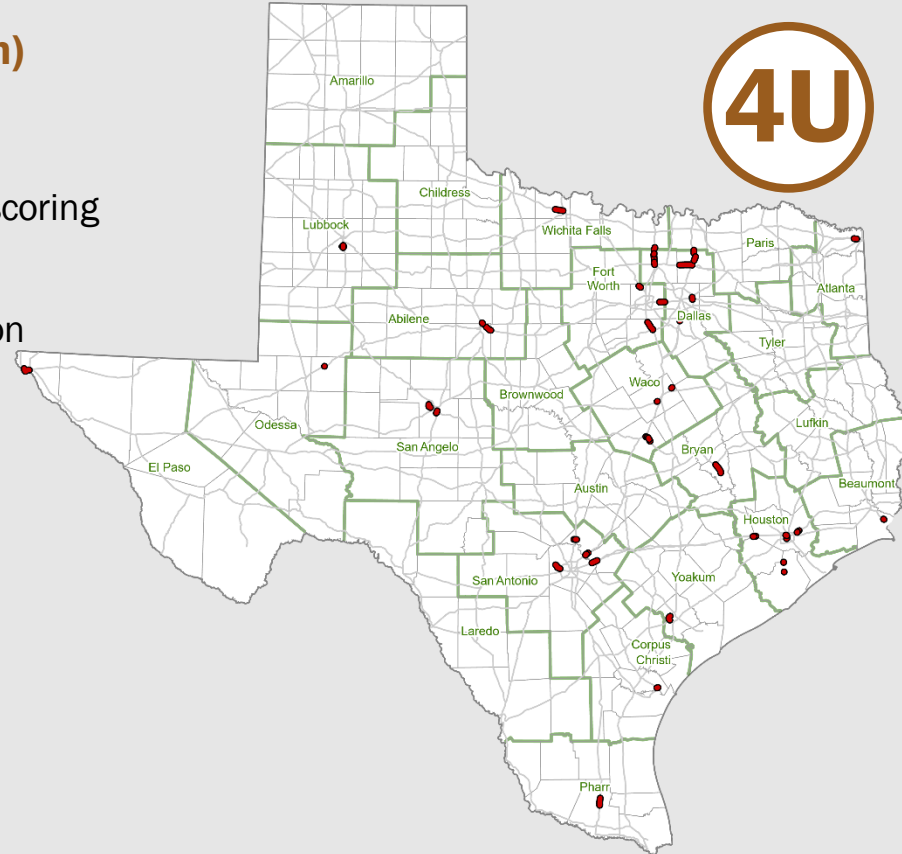 n)
scoring
on
4U
Amarillo
Childress
Lubbock
Wichita Falls
Paris
Fort
Worth
Atlanta
Abilene
Dallas
Tyler
Waco
Brownwood
Odessa
Lufkin
San Angelo
Bryan
El Paso
Austin
Beaumont
Houston
San Antonio
Yoakum
Laredo
Corpus
Christi
Pharr